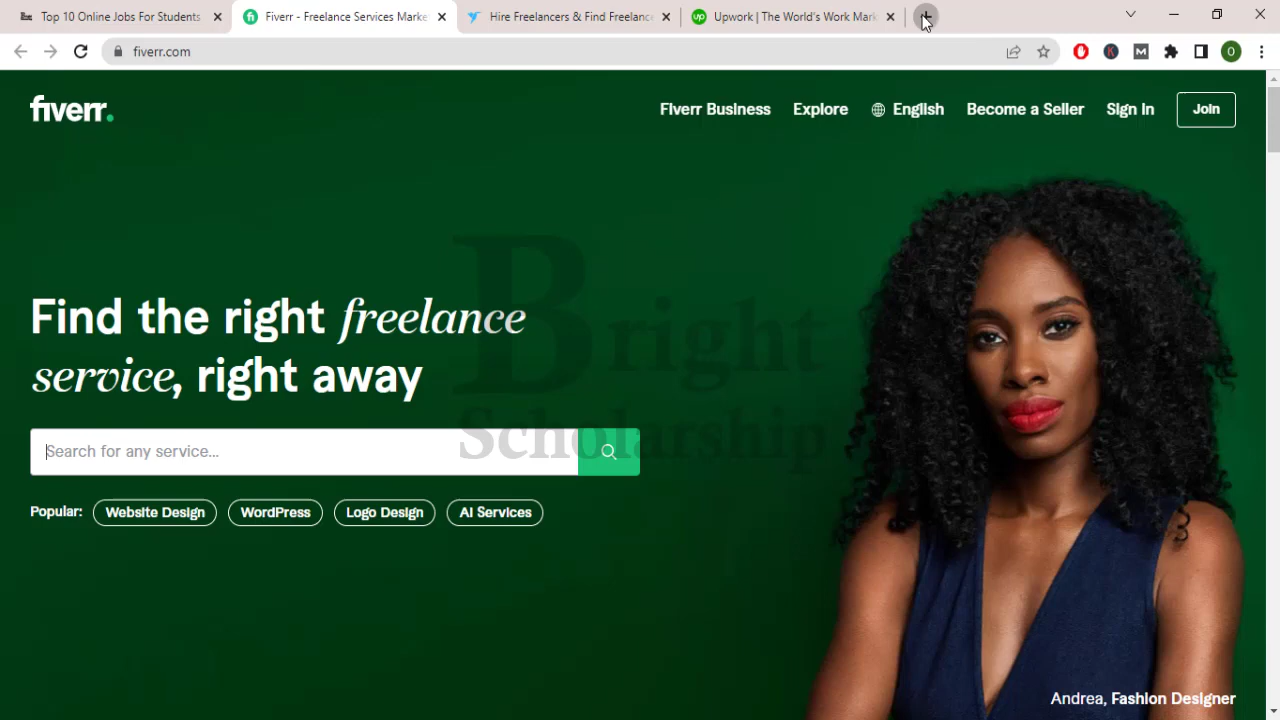 Top 10 Online Jobs For Students
Fiverr - Freelance Services Marke
Hire Freelancers & Find Freelanc
Upwork | The World's Work Mark
fiverr.com
fiverr.
Fiverr Business
Explore
English
Become a Seller
Sign in
Join
Find the right freelance
service, right away
Bright
Scholarship
Search for any service...
Popular:
Website Design
WordPress
Logo Design
AI Services
Andrea, Fashion Designer